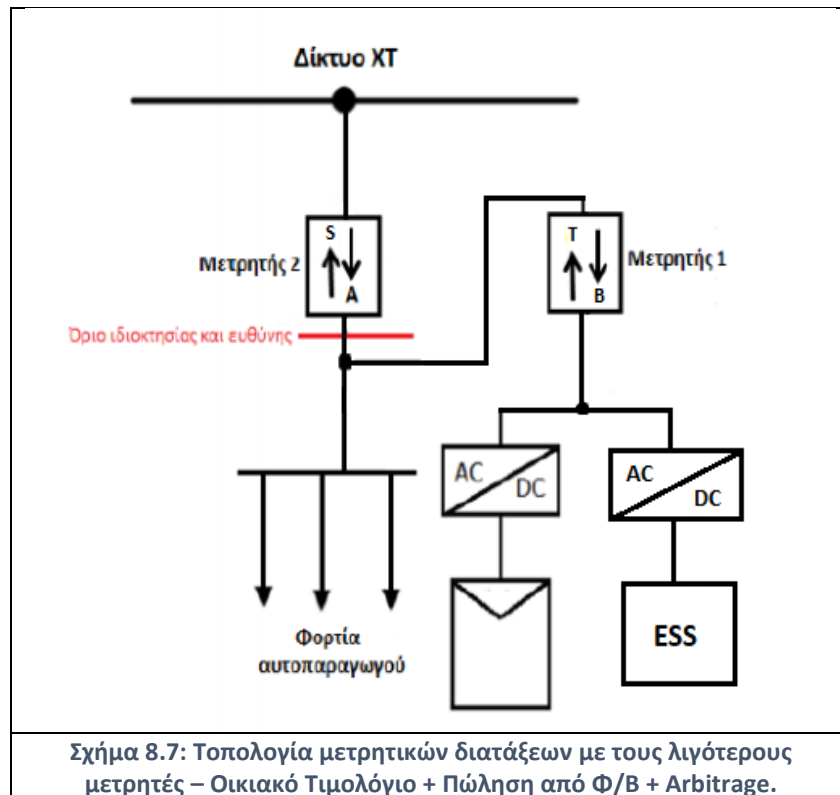 Δίκτυο ΧΤ
S
A
Μετρητής 2
T
B
Μετρητής 1
Όριο ιδιοκτησίας και ευθύνης
AC
DC
AC
DC
Φορτία
αυτοπαραγωγού
ESS
Σχήμα 8.7: Τοπολογία μετρητικών διατάξεων με τους λιγότερους
μετρητές – Οικιακό Τιμολόγιο + Πώληση από Φ/Β + Arbitrage.